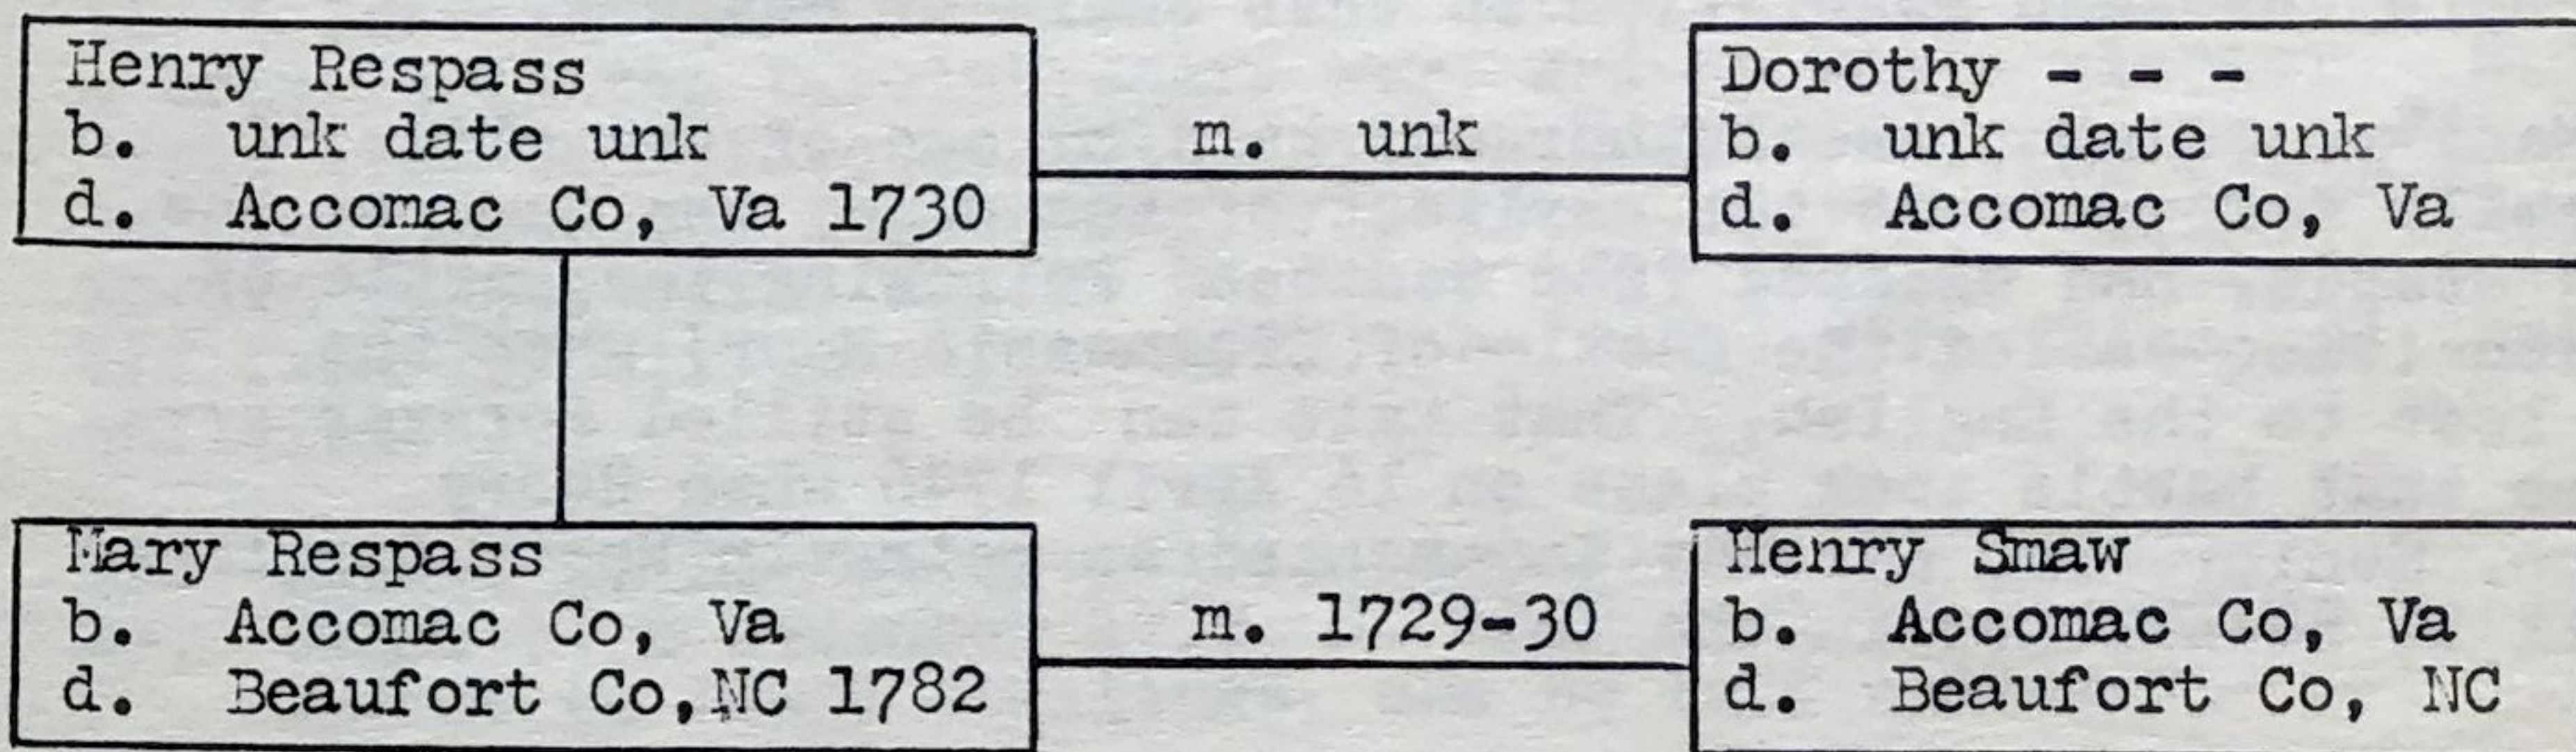 Henry Respass
b. unk date unk
d. Accomac Co, Va 1730
m. unk
Dorothy - - -
b. unk date unk
d. Accomac Co, Va
Mary Respass
b. Accomac Co, Va
d. Beaufort Co,NC 1782
m. 1729-30
Henry Smaw
b. Accomac Co, Va
d. Beaufort Co, NC